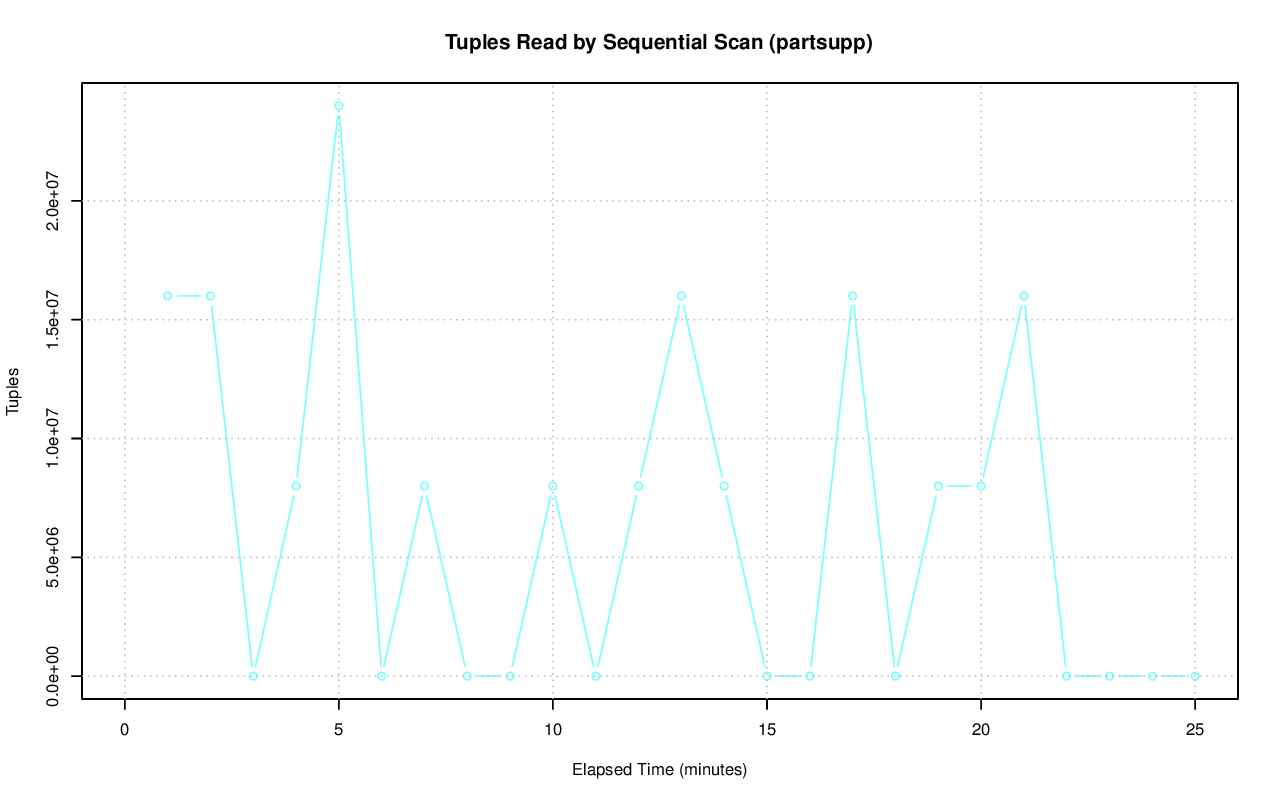 Tuples Read by Sequential Scan (partsupp)
Tuples
2.0e+07
1.5e+07
1.0e+07
5.0e+06
0.0e+00
0 5 10 15 20 25
Elapsed Time (minutes)